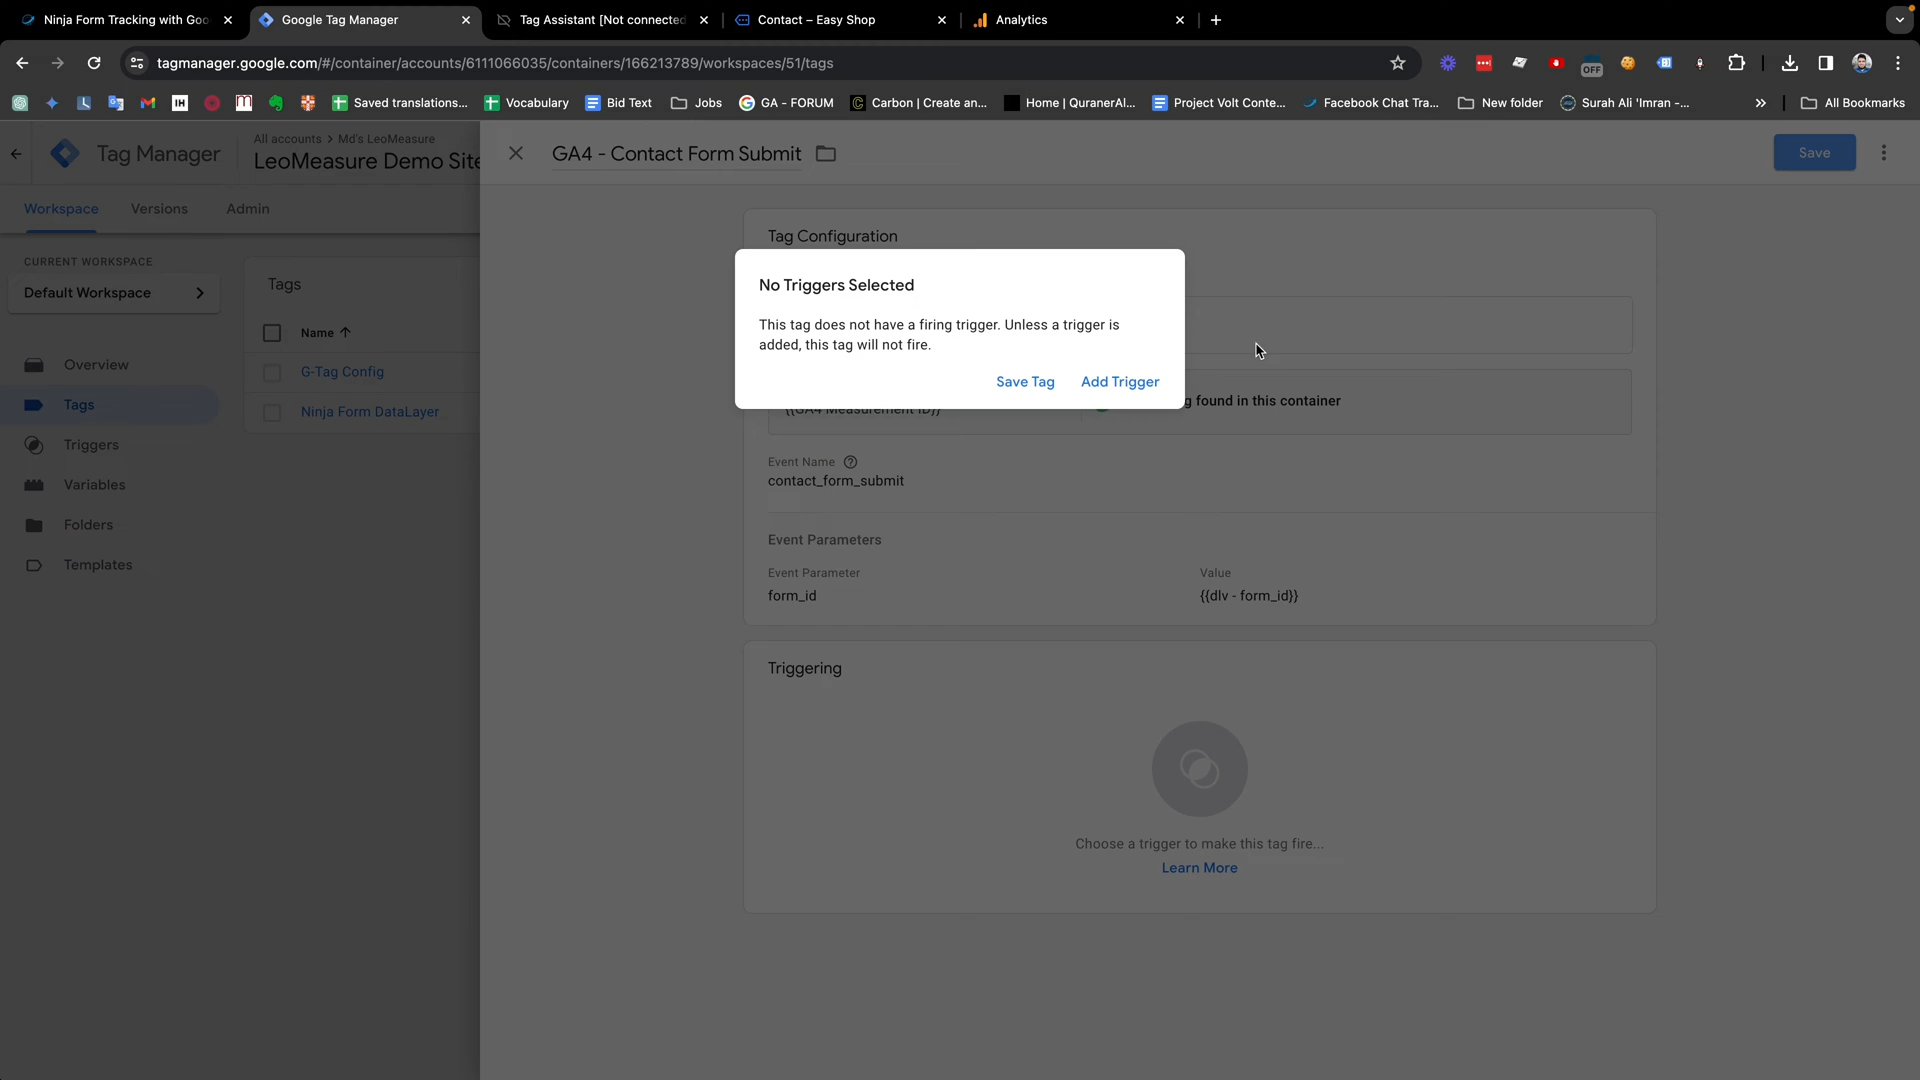 Ninja Form Tracking with Goo
Google Tag Manager
Tag Assistant [Not connected
Contact – Easy Shop
Analytics
tagmanager.google.com/#/container/accounts/6111066035/containers/166213789/workspaces/51/tags
OFF
IH
Saved translations...
Vocabulary
Bid Text
Jobs
GA - FORUM
Carbon | Create an...
Home | QuranerAl...
Project Volt Conte...
Facebook Chat Tra...
New folder
Surah Ali 'Imran -...
All Bookmarks
Tag Manager
All accounts > Md's LeoMeasure
LeoMeasure Demo Site
GA4 - Contact Form Submit
Save
Workspace
Versions
Admin
CURRENT WORKSPACE
Default Workspace
Overview
Tags
Triggers
Variables
Folders
Templates
Tags
Name
G-Tag Config
Ninja Form DataLayer
Tag Configuration
No Triggers Selected
This tag does not have a firing trigger. Unless a trigger is
added, this tag will not fire.
Save Tag
Add Trigger
{{GA4 Measurement ID}}
g found in this container
Event Name
contact_form_submit
Event Parameters
Event Parameter
Value
form_id
{{dlv - form_id}}
Triggering
Choose a trigger to make this tag fire...
Learn More